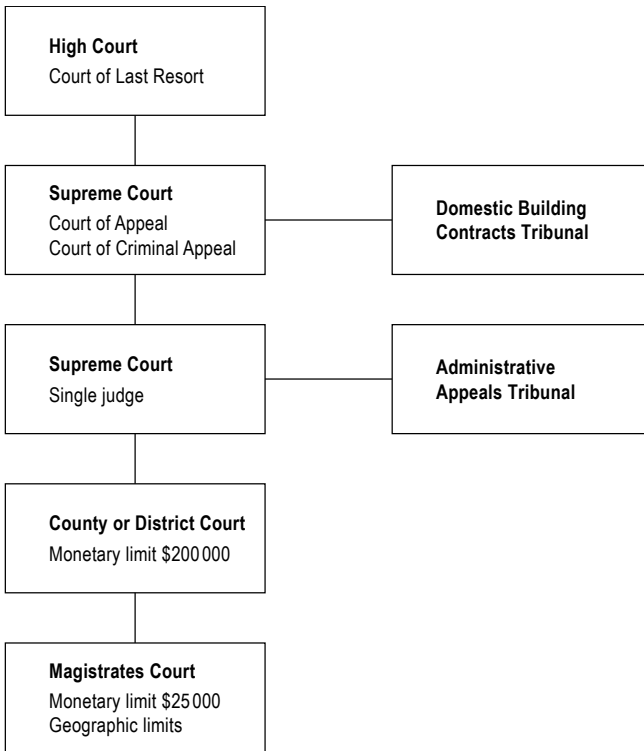 High Court
Court of Last Resort
Supreme Court
Court of Appeal
Court of Criminal Appeal
Domestic Building
Contracts Tribunal
Supreme Court
Single judge
Administrative
Appeals Tribunal
County or District Court
Monetary limit $200 000
Magistrates Court
Monetary limit $25 000
Geographic limits